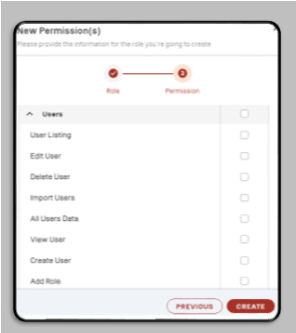 New Permission(s)
Please provide the information for the role you're going to create
2
Role
Permission
Users
User Listing
Edit User
Delete User
Import Users
All Users Data
View User
Create User
Add Role
PREVIOUS
CREATE